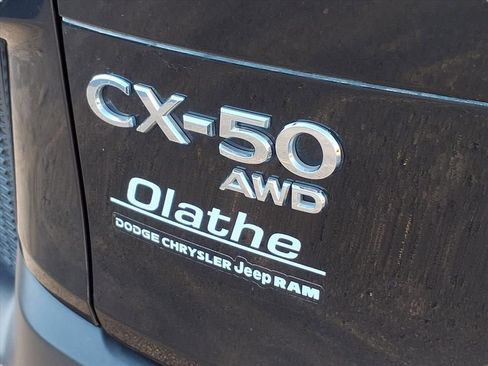 CX-50
AWD
Olathe
DODGE CHRYSLER Jeep RAM